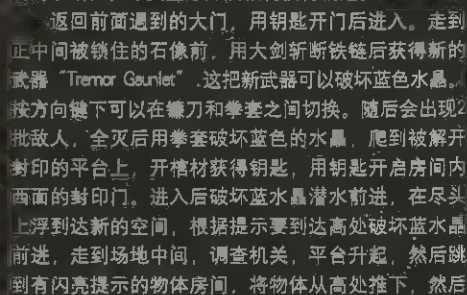 返回前面遇到的大门，用钥匙开门后进入。走到
正中间被锁住的石像前，用大剑斩断铁链后获得新的
武器“Tremor Gaunlet”.这把新武器可以破坏蓝色水晶。
按方向键下可以在镰刀和拳套之间切换。随后会出现2
批敌人，全灭后用拳套破坏蓝色的水晶，爬到被解开
封印的平台上，开棺材获得钥匙，用钥匙开启房间内
西面的封印门。进入后破坏蓝水晶潜水前进，在尽头
上浮到达新的空间，根据提示要到达高处破坏蓝水晶
前进，走到场地中间，调查机关，平台升起，然后跳
到有闪亮提示的物体房间，将物体从高处推下，然后